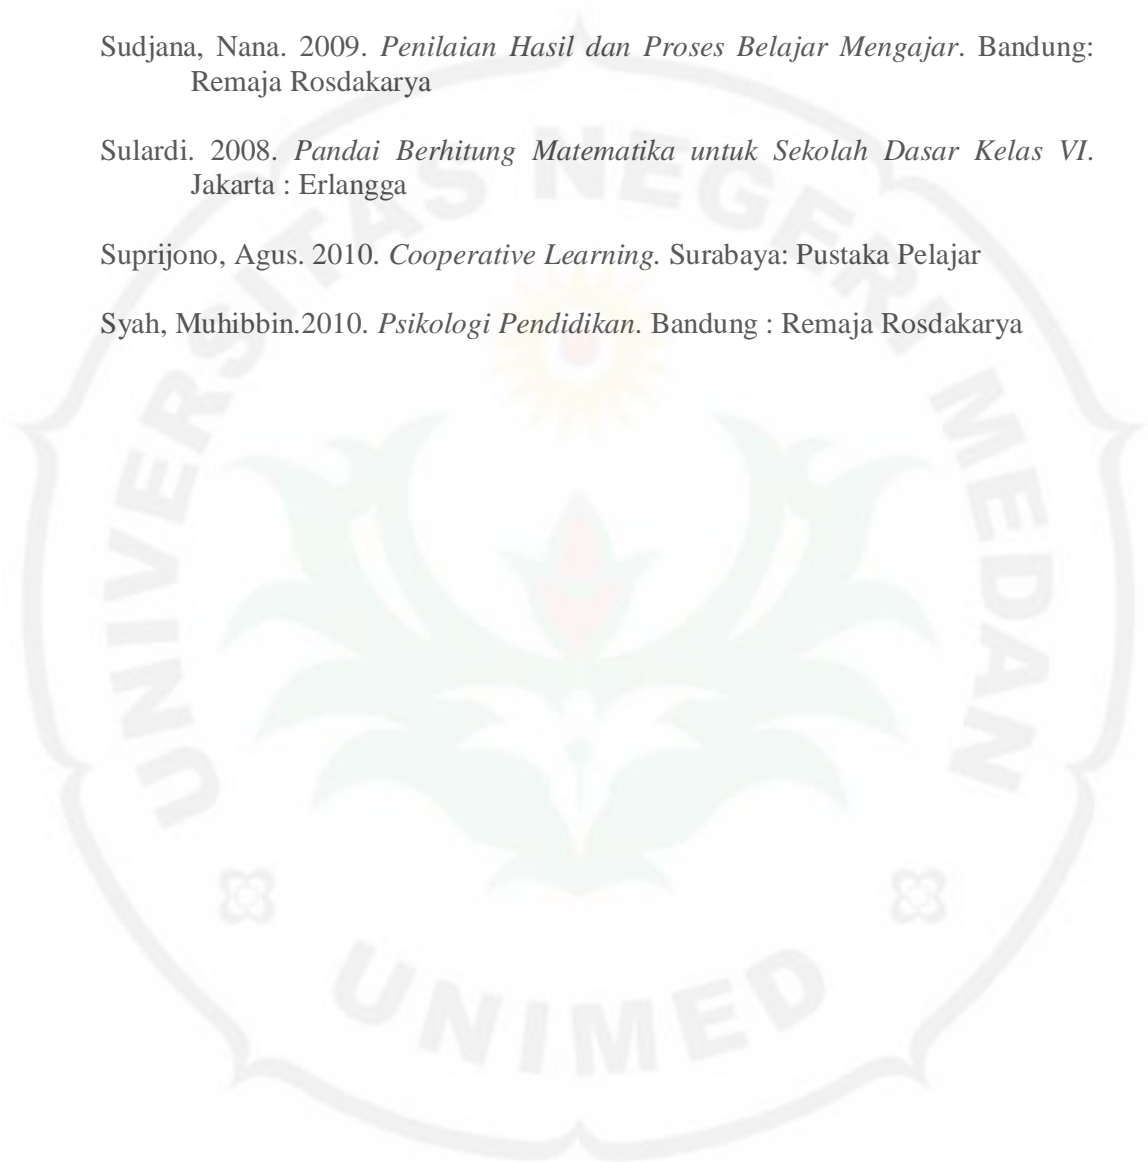 Sudjana, Nana. 2009. Penilaian Hasil dan Proses Belajar Mengajar. Bandung:
Remaja Rosdakarya
Sulardi. 2008. Pandai Berhitung Matematika untuk Sekolah Dasar Kelas VI.
Jakarta : Erlangga
Suprijono, Agus. 2010. Cooperative Learning. Surabaya: Pustaka Pelajar
Syah, Muhibbin.2010. Psikologi Pendidikan. Bandung : Remaja Rosdakarya
UNIVERSITAS NEGERI MEDAN
UNIMED